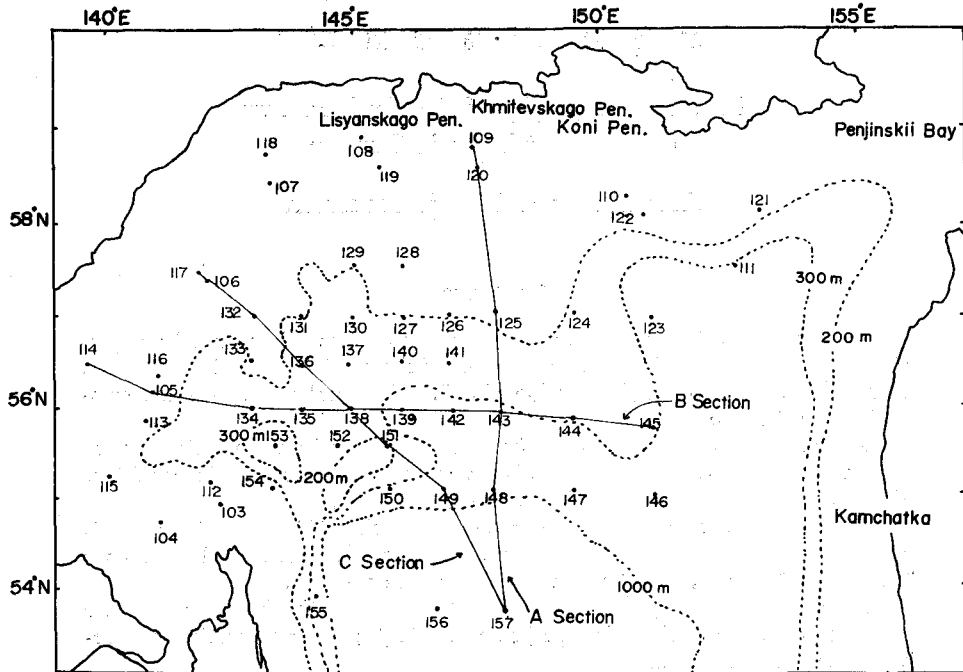 140°E 145°E 150°E 155°E
Khmitevskago Pen.
Lisyanskago Pen. Koni Pen.
Penjinskii Bay
109
118 108
119 120
107
110 121
122
58°N
129 128
117 106 111
300 m
132 131 130 127 126 125 124 123
200 m
133 116 136 137 140 141
114
105
56°N
B Section
113 134 135 138 139 142 143 144 145
300 m 153 152 151
200 m
115 112 154 150 149 148 147 146
103
104
Kamchatka
C Section
1000 m
54°N
155 156 157
A Section